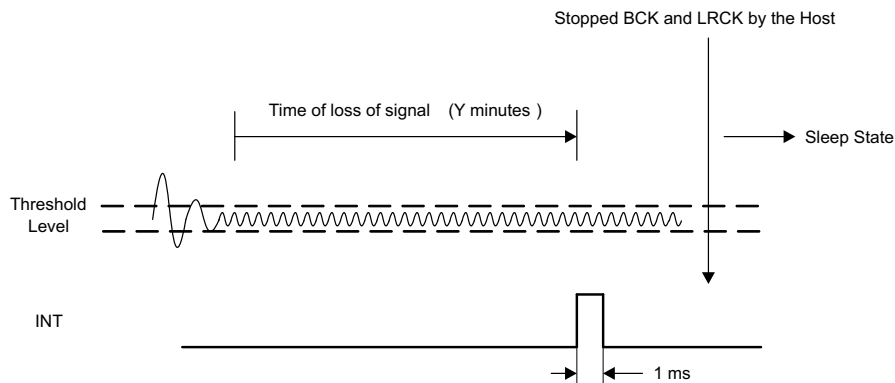 Stopped BCK and LRCK by the Host
Time of loss of signal (Y minutes )
Sleep State
Threshold
Level
INT
1 ms